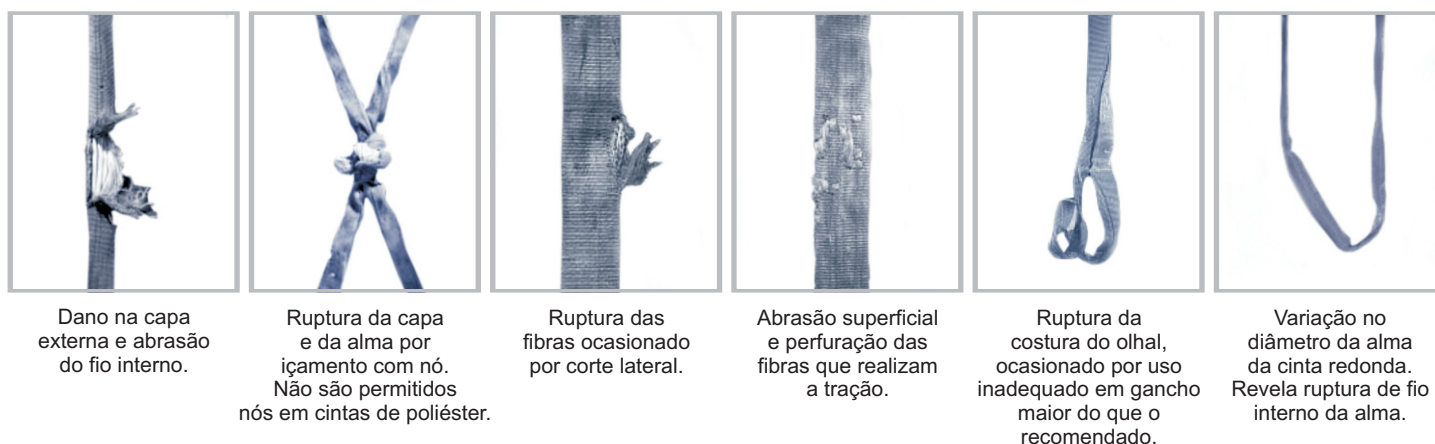 Dano na capa
externa e abrasão
do fio interno.
Ruptura da capa
e da alma por
içamento com nó.
Não são permitidos
nós em cintas de poliéster.
Ruptura das
fibras ocasionado
por corte lateral.
Abrasão superficial
e perfuração das
fibras que realizam
a tração.
Ruptura da
costura do olhal,
ocasionado por uso
inadequado em gancho
maior do que o
recomendado.
Variação no
diâmetro da alma
da cinta redonda.
Revela ruptura de fio
interno da alma.